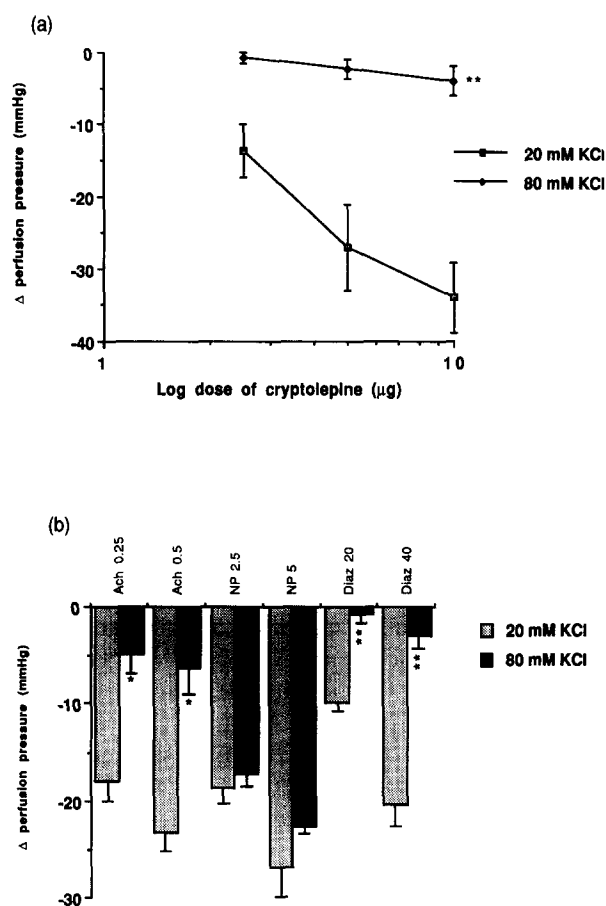 (a)
0
-10
-20
-30
-40
Δ perfusion pressure (mmHg)
**
20 mM KCl
80 mM KCl
1
10
Log dose of cryptolepine (μg)
(b)
Ach 0.25
Ach 0.5
NP 2.5
NP 5
Diaz 20
Diaz 40
0
-10
-20
-30
Δ perfusion pressure (mmHg)
*
*
**
**
20 mM KCl
80 mM KCl